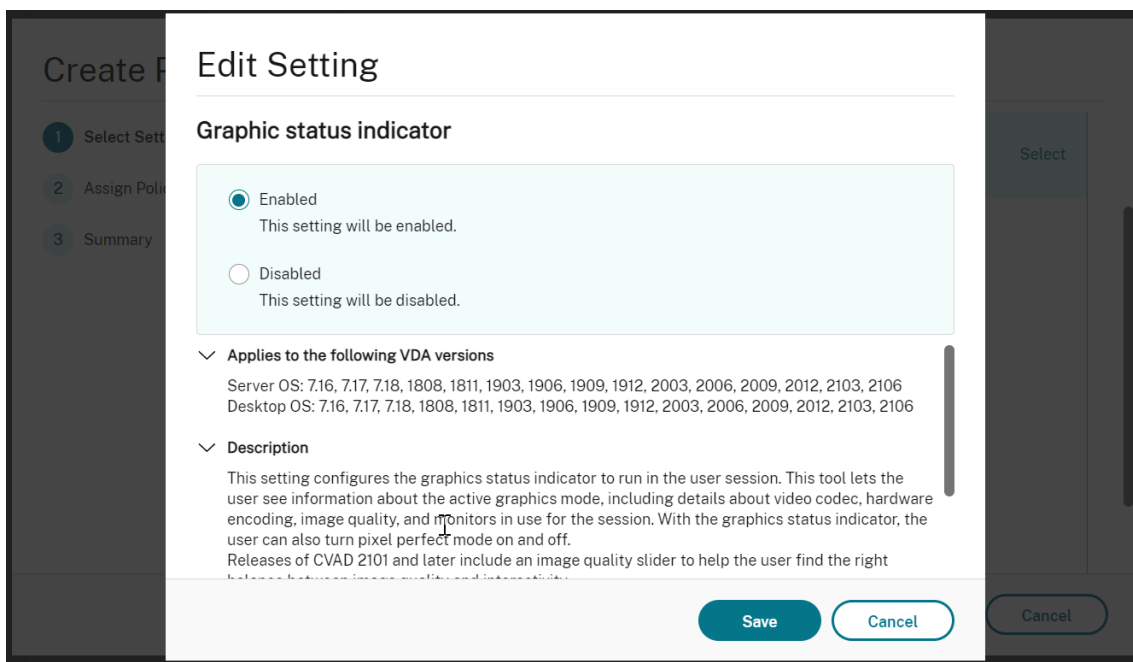 Create P
1 Select Sett
2 Assign Poli
3 Summary
Select
Cancel
Edit Setting
Graphic status indicator
Enabled
This setting will be enabled.
Disabled
This setting will be disabled.
Applies to the following VDA versions
Server OS: 7.16, 7.17, 7.18, 1808, 1811, 1903, 1906, 1909, 1912, 2003, 2006, 2009, 2012, 2103, 2106
Desktop OS: 7.16, 7.17, 7.18, 1808, 1811, 1903, 1906, 1909, 1912, 2003, 2006, 2009, 2012, 2103, 2106
Description
This setting configures the graphics status indicator to run in the user session. This tool lets the
user see information about the active graphics mode, including details about video codec, hardware
encoding, image quality, and monitors in use for the session. With the graphics status indicator, the
user can also turn pixel perfect mode on and off.
Releases of CVAD 2101 and later include an image quality slider to help the user find the right
balance between image quality and interactivity.
Save
Cancel